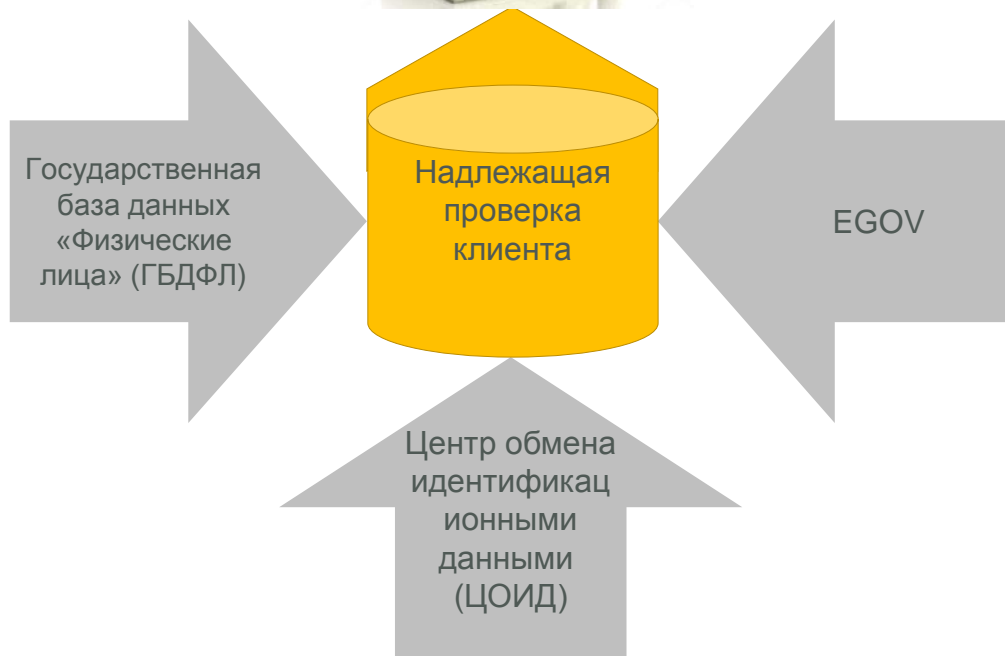 Государственная
база данных
«Физические
лица» (ГБДФЛ)
Надлежащая
проверка
клиента
EGOV
Центр обмена
идентификац
ионными
данными
(ЦОИД)